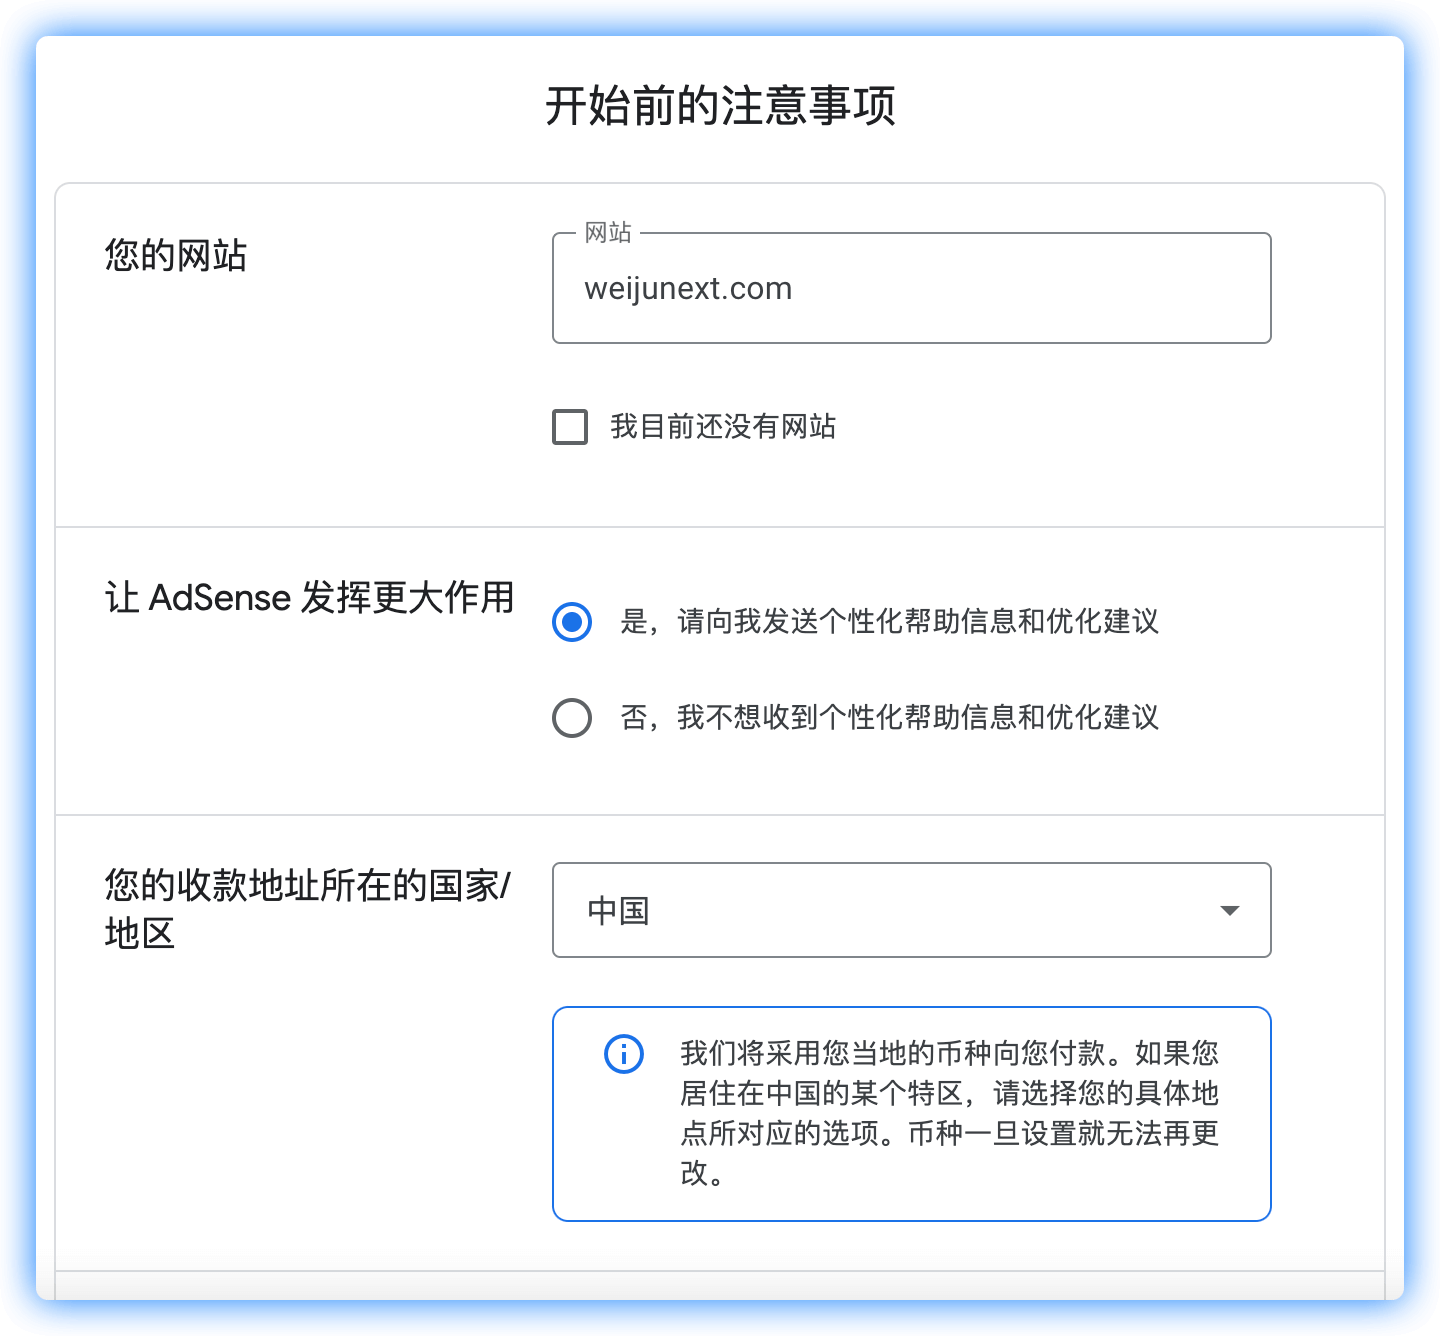 开始前的注意事项
您的网站
网站
weijunext.com
我目前还没有网站
让 AdSense 发挥更大作用
是，请向我发送个性化帮助信息和优化建议
否，我不想收到个性化帮助信息和优化建议
您的收款地址所在的国家/
地区
中国
我们将采用您当地的币种向您付款。如果您
居住在中国的某个特区，请选择您的具体地
点所对应的选项。币种一旦设置就无法再更
改。